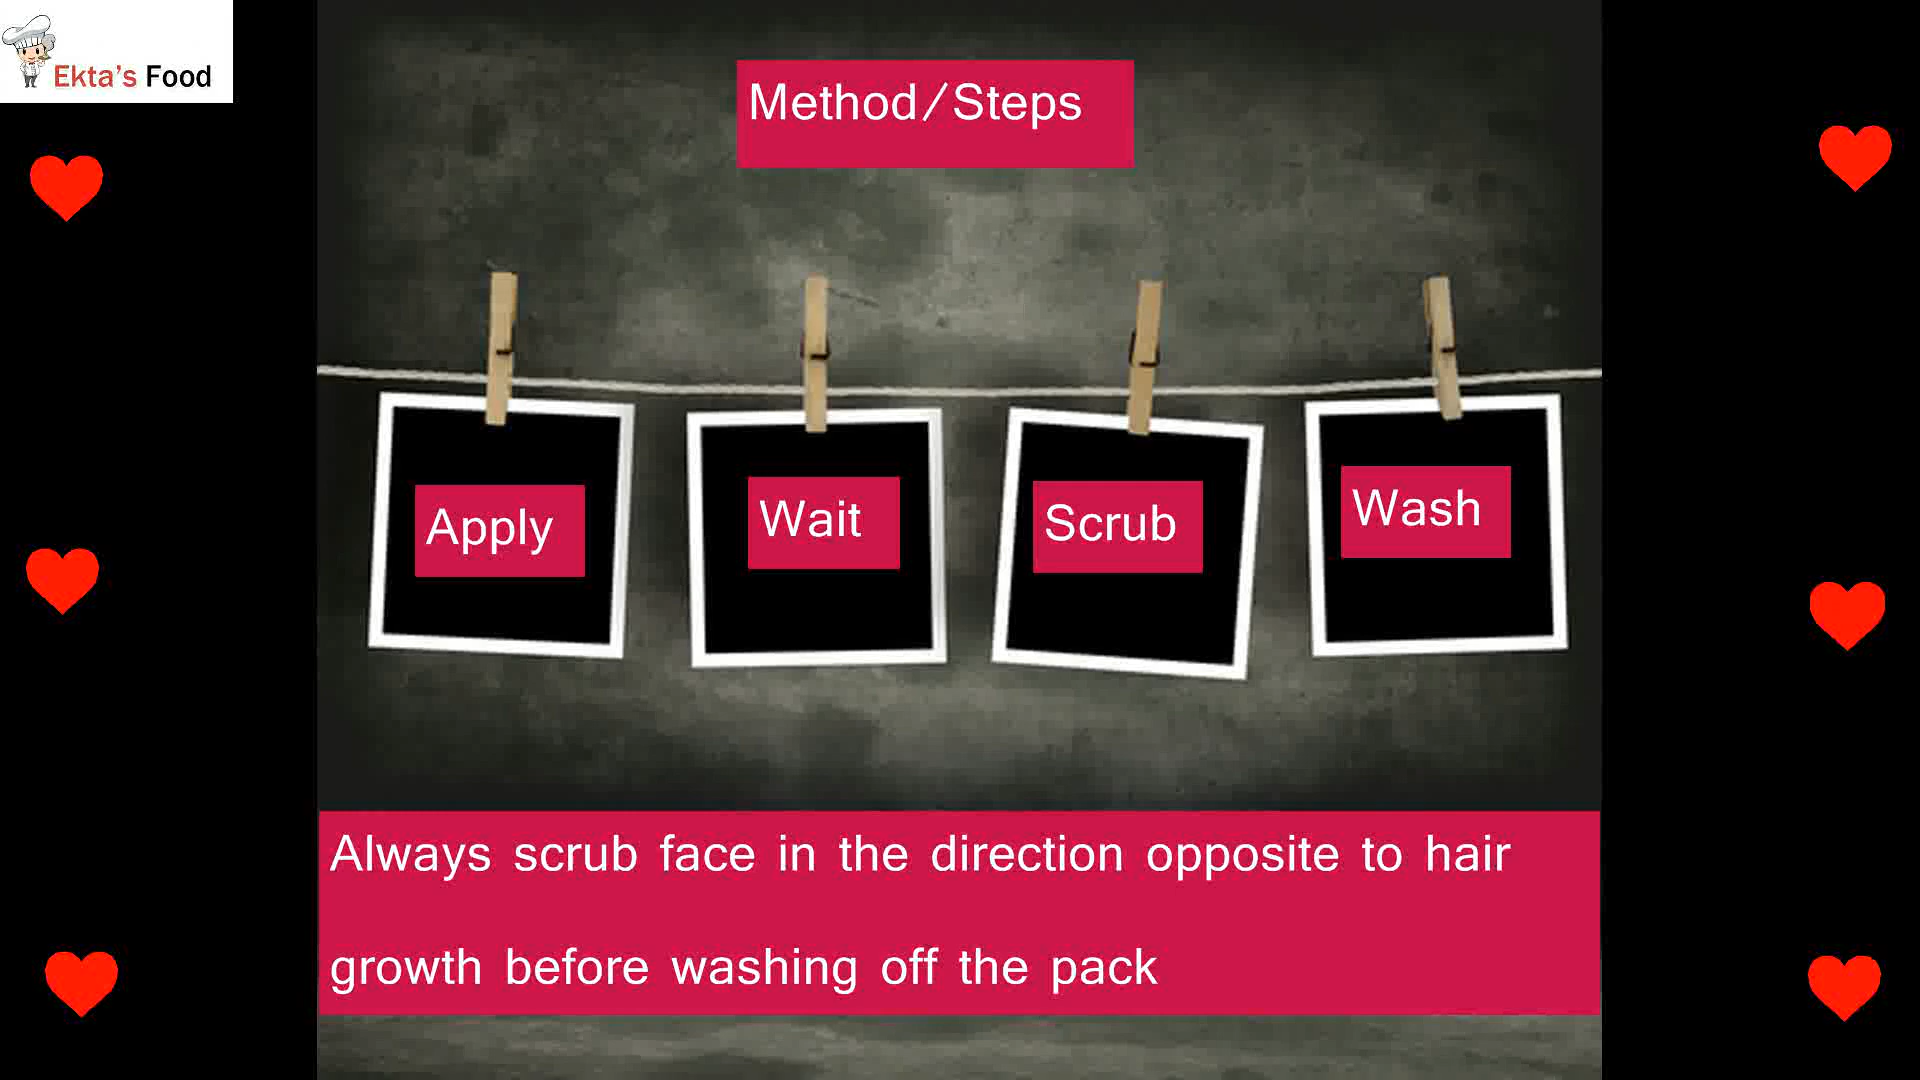 Ekta's Food
Method/Steps
Apply
Wait
Scrub
Wash
Always scrub face in the direction opposite to hair
growth before washing off the pack